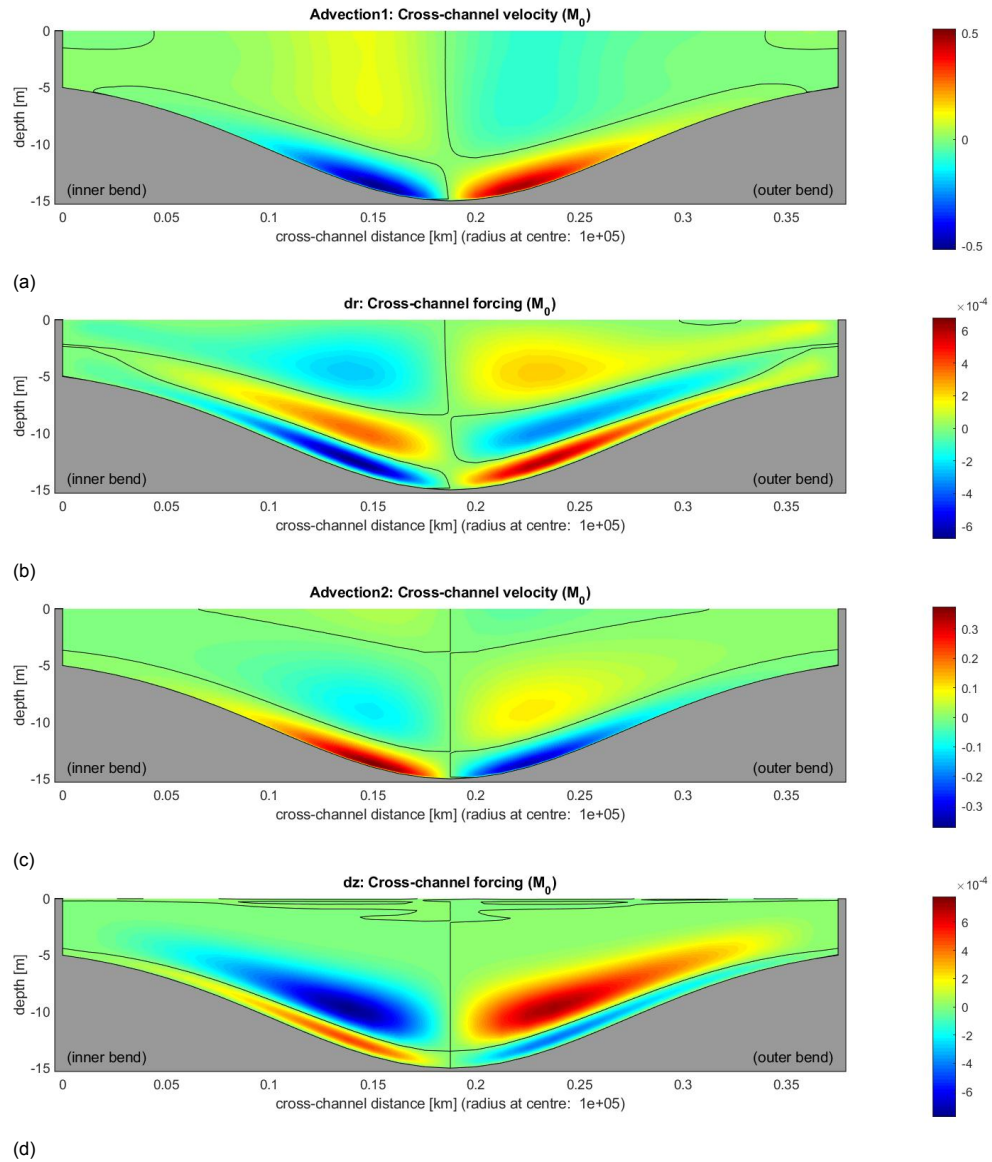 Advection1: Cross-channel velocity (M0)
0
-5
-10
-15
depth [m]
(inner bend)
(outer bend)
0 0.05 0.1 0.15 0.2 0.25 0.3 0.35
cross-channel distance [km] (radius at centre: 1e+05)
0.5
0
-0.5
(a)
dr: Cross-channel forcing (M0)
0
-5
-10
-15
depth [m]
(inner bend)
(outer bend)
0 0.05 0.1 0.15 0.2 0.25 0.3 0.35
cross-channel distance [km] (radius at centre: 1e+05)
×10-4
6
4
2
0
-2
-4
-6
(b)
Advection2: Cross-channel velocity (M0)
0
-5
-10
-15
depth [m]
(inner bend)
(outer bend)
0 0.05 0.1 0.15 0.2 0.25 0.3 0.35
cross-channel distance [km] (radius at centre: 1e+05)
0.3
0.2
0.1
0
-0.1
-0.2
-0.3
(c)
dz: Cross-channel forcing (M0)
0
-5
-10
-15
depth [m]
(inner bend)
(outer bend)
0 0.05 0.1 0.15 0.2 0.25 0.3 0.35
cross-channel distance [km] (radius at centre: 1e+05)
×10-4
6
4
2
0
-2
-4
-6
(d)